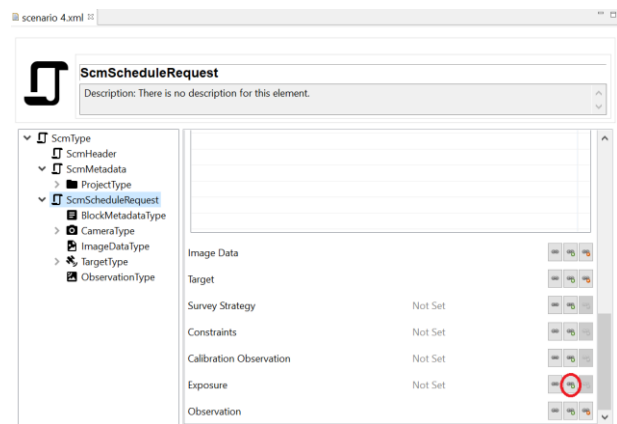 scenario 4.xml
ScmScheduleRequest
Description: There is no description for this element.
ScmType
ScmHeader
ScmMetadata
ProjectType
ScmScheduleRequest
BlockMetadataType
CameraType
ImageDataType
TargetType
ObservationType
Image Data
Target
Survey Strategy Not Set
Constraints Not Set
Calibration Observation Not Set
Exposure Not Set
Observation